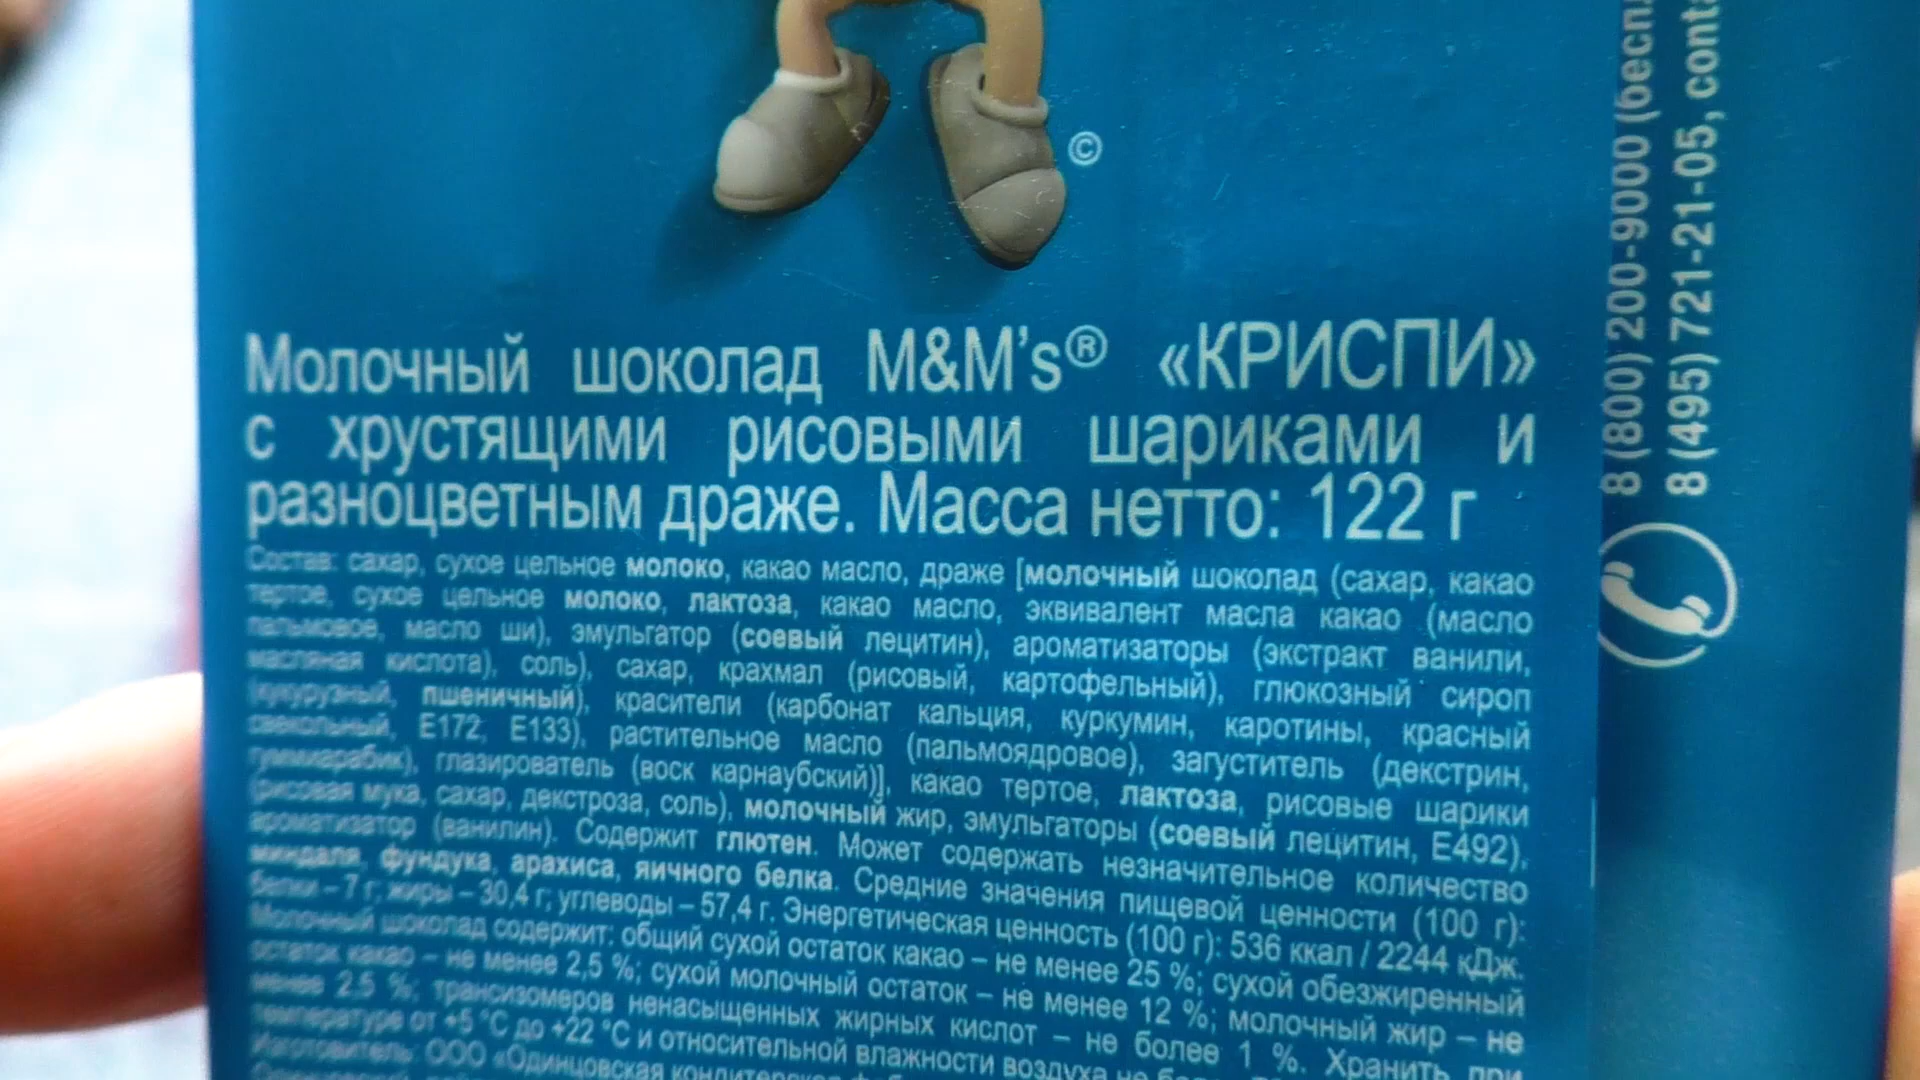 ©
Молочный шоколад M&M's® «КРИСПИ»
с хрустящими рисовыми шариками и
разноцветным драже. Масса нетто: 122 г
Состав: сахар, сухое цельное молоко, какао масло, драже [молочный шоколад (сахар, какао
тертое, сухое цельное молоко, лактоза, какао масло, эквивалент масла какао (масло
пальмовое, масло ши), эмульгатор (соевый лецитин), ароматизаторы (экстракт ванили,
масляная кислота), соль), сахар, крахмал (рисовый, картофельный), глюкозный сироп
(кукурузный, пшеничный), красители (карбонат кальция, куркумин, каротины, красный
свекольный, Е172, Е133), растительное масло (пальмоядровое), загуститель (декстрин,
гуммиарабик), глазирователь (воск карнаубский)], какао тертое, лактоза, рисовые шарики
(рисовая мука, сахар, декстроза, соль), молочный жир, эмульгаторы (соевый лецитин, Е492),
ароматизатор (ванилин). Содержит глютен. Может содержать незначительное количество
миндаля, фундука, арахиса, яичного белка. Средние значения пищевой ценности (100 г):
белки – 7 г; жиры – 30,4 г; углеводы – 57,4 г. Энергетическая ценность (100 г): 536 ккал / 2244 кДж.
Молочный шоколад содержит: общий сухой остаток какао – не менее 25 %; сухой обезжиренный
остаток какао – не менее 2,5 %; сухой молочный остаток – не менее 12 %; молочный жир – не
менее 2,5 %; трансизомеров ненасыщенных жирных кислот – не более 1 %. Хранить при
температуре от +5 °C до +22 °C и относительной влажности воздуха не
Изготовитель: ООО «Одинцовская кондитерская
8 (800) 200-9000 (беспл
8 (495) 721-21-05, conta